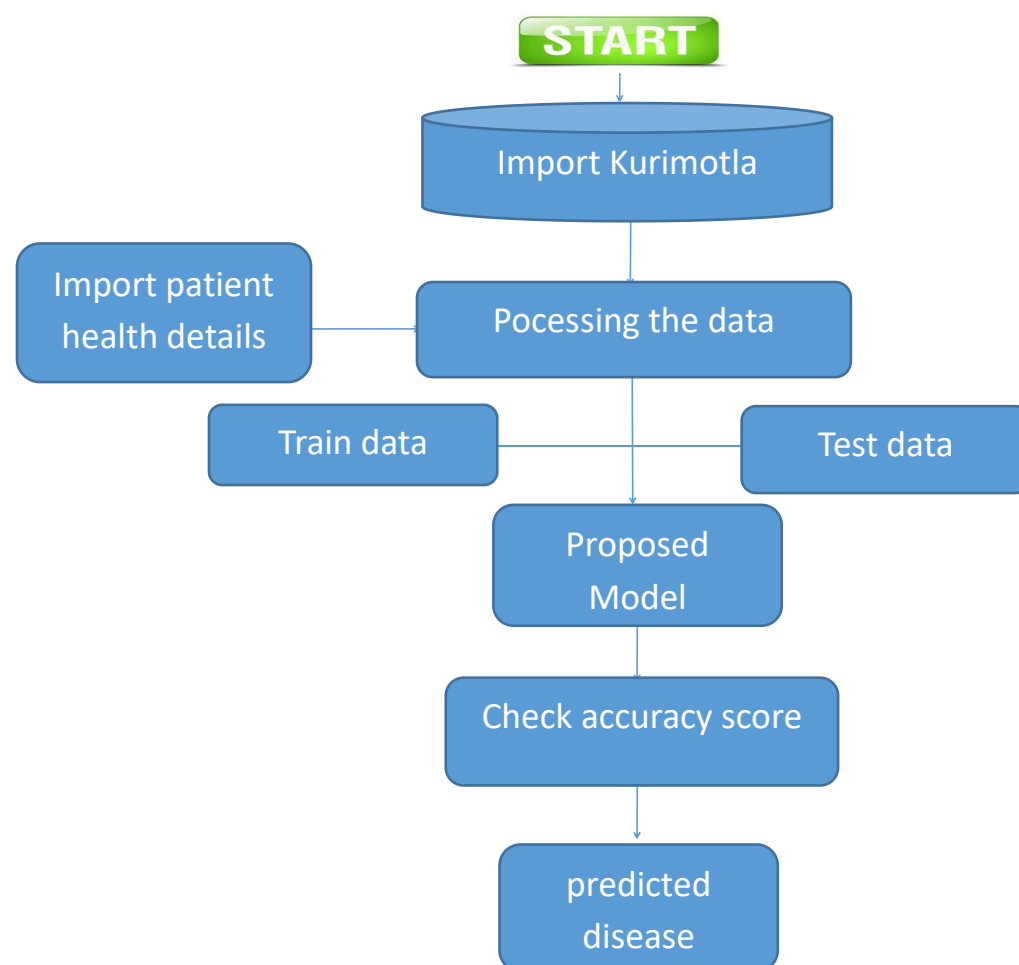 START
Import Kurimotla
Import patient
health details
Pocessing the data
Train data
Test data
Proposed
Model
Check accuracy score
predicted
disease